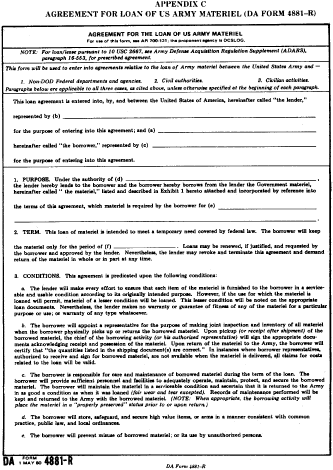 APPENDIX C
AGREEMENT FOR LOAN OF US ARMY MATERIEL (DA FORM 4881-R)
AGREEMENT FOR THE LOAN OF US ARMY MATERIEL
For use of this form, see AR 700-131; the proponent agency is DCSLOG.
NOTE: For loan/lease pursuant to 10 USC 2667, see Army Defense Acquisition Regulation Supplement (ADARS),
paragraph 16-553, for prescribed agreement.
This form will be used to enter into agreements relative to the loan of Army materiel between the United States Army and —
1. Non-DOD Federal departments and agencies. 2. Civil authorities. 3. Civilian activities.
Paragraphs below are applicable to all three cases, as cited above, unless otherwise specified at the beginning of each paragraph.
This loan agreement is entered into, by, and between the United States of America, hereinafter called "the lender,"
represented by (b)
for the purpose of entering into this agreement; and (a)
hereinafter called "the borrower," represented by (c)
for the purpose of entering into this agreement.
1. PURPOSE. Under the authority of (d)
the lender hereby lends to the borrower and the borrower hereby borrows from the lender the Government materiel,
hereinafter called "the materiel," listed and described in Exhibit I hereto attached and incorporated by reference into
the terms of this agreement, which materiel is required by the borrower for (e)
2. TERM. This loan of materiel is intended to meet a temporary need covered by federal law. The borrower will keep
the materiel only for the period of (f) Loans may be renewed, if justified, and requested by
the borrower and approved by the lender. Nevertheless, the lender may revoke and terminate this agreement and demand
return of the materiel in whole or in part at any time.
3. CONDITIONS. This agreement is predicated upon the following conditions:
a. The lender will make every effort to ensure that each item of the materiel is furnished to the borrower in a servicable
and usable condition according to its originally intended purpose. However, if the use for which the materiel is
loaned will permit, materiel of a lesser condition will be loaned. This lesser condition will be noted on the appropriate
loan documents. Nevertheless, the lender makes no warranty or guarantee of fitness of any of the materiel for a particular
purpose or use; or warranty of any type whatsoever.
b. The borrower will appoint a representative for the purpose of making joint inspection and inventory of all materiel
when the borrower physically picks up or returns the borrowed materiel. Upon pickup (or receipt after shipment) of the
borrowed materiel, the chief of the borrowing activity (or his authorized representative) will sign the appropriate documents
acknowledging receipt and possession of the materiel. Upon return of the materiel to the Army, the borrower will
certify that "the quantities listed in the shipping document(s) are correct." In instances where borrower representatives,
authorized to receive and sign for borrowed materiel, are not available when the materiel is delivered, all claims for costs
related to the loan will be valid.
c. The borrower is responsible for care and maintenance of borrowed materiel during the term of the loan. The
borrower will provide sufficient personnel and facilities to adequately operate, maintain, protect, and secure the borrowed
materiel. The borrower will maintain the materiel in a servicable condition and ascertain that it is returned to the Army
in as good a condition as when it was loaned (fair wear and tear excepted). Records of maintenance performed will be
kept and returned to the Army with the borrowed materiel. (NOTE: When appropriate, the borrowing activity will
place the materiel in "properly preserved" status prior to or upon return.)
d. The borrower will store, safeguard, and secure high value items, or arms in a manner consistent with common
practice, public law, and local ordinances.
e. The borrower will prevent misuse of borrowed materiel; or its use by unauthorized persons.
DA FORM 4881-R
1 MAY 80
DA Form 4881-R